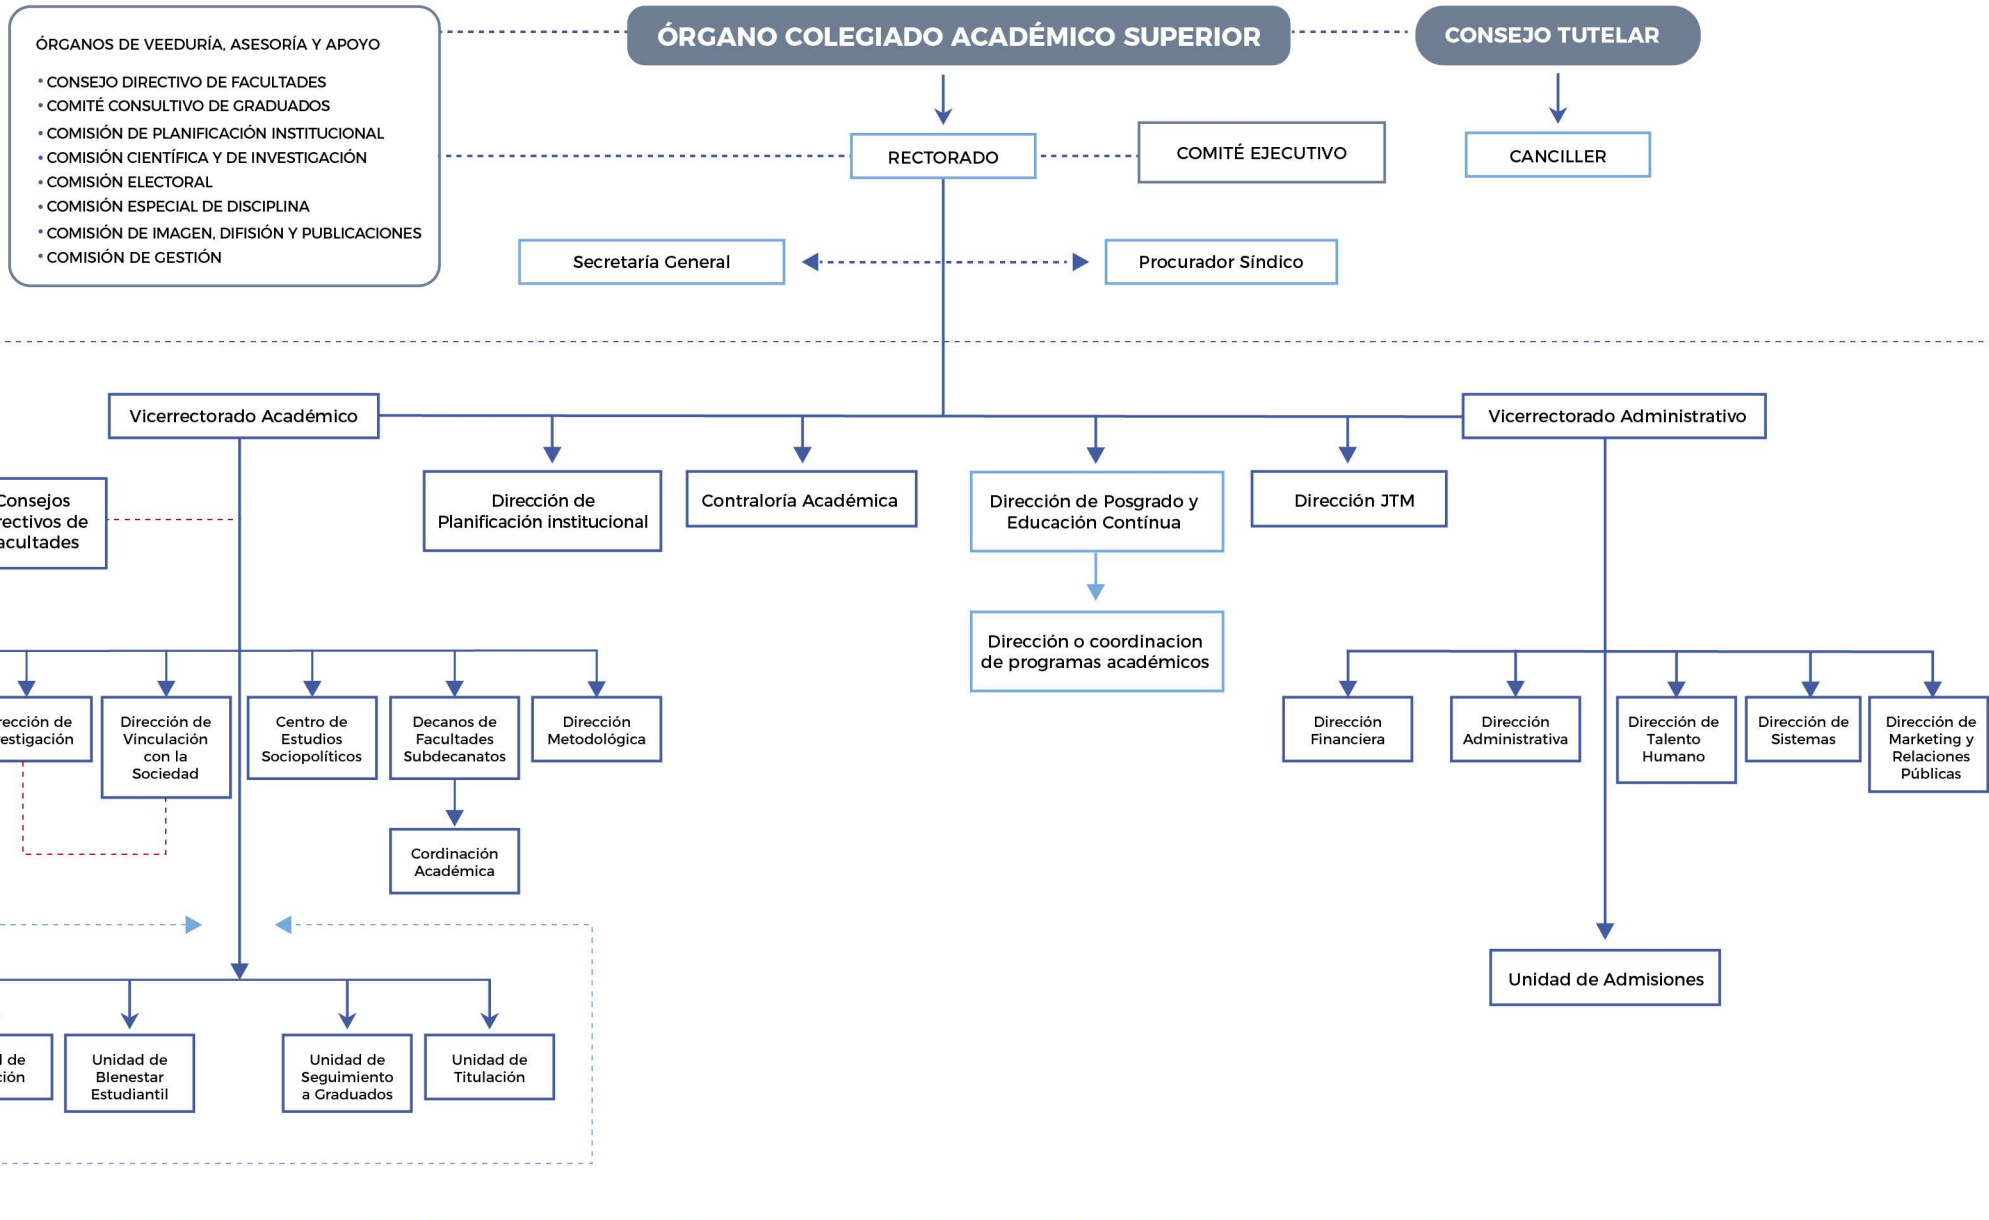 ÓRGANOS DE VEEDURÍA, ASESORÍA Y APOYO
• CONSEJO DIRECTIVO DE FACULTADES
• COMITÉ CONSULTIVO DE GRADUADOS
• COMISIÓN DE PLANIFICACIÓN INSTITUCIONAL
• COMISIÓN CIENTÍFICA Y DE INVESTIGACIÓN
• COMISIÓN ELECTORAL
• COMISIÓN ESPECIAL DE DISCIPLINA
• COMISIÓN DE IMAGEN, DIFISIÓN Y PUBLICACIONES
• COMISIÓN DE GESTIÓN
ÓRGANO COLEGIADO ACADÉMICO SUPERIOR
CONSEJO TUTELAR
RECTORADO
COMITÉ EJECUTIVO
CANCILLER
Secretaría General
Procurador Síndico
Vicerrectorado Académico
Vicerrectorado Administrativo
Consejos
rectivos de
acultades
Dirección de
Planificación institucional
Contraloría Académica
Dirección de Posgrado y
Educación Contínua
Dirección JTM
Dirección o coordinacion
de programas académicos
rección de
estigación
Dirección de
Vinculación
con la
Sociedad
Centro de
Estudios
Sociopolíticos
Decanos de
Facultades
Subdecanatos
Dirección
Metodológica
Dirección
Financiera
Dirección
Administrativa
Dirección de
Talento
Humano
Dirección de
Sistemas
Dirección de
Marketing y
Relaciones
Públicas
Cordinación
Académica
Unidad de Admisiones
de
ión
Unidad de
BIenestar
Estudiantil
Unidad de
Seguimiento
a Graduados
Unidad de
Titulación